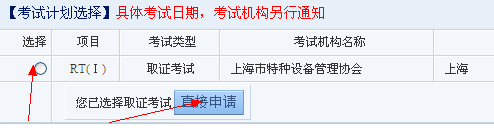 【考试计划选择】具体考试日期，考试机构另行通知
选择 项目 考试类型 考试机构名称
RT(Ⅰ) 取证考试 上海市特种设备管理协会 上海
您已选择取证考试 直接申请